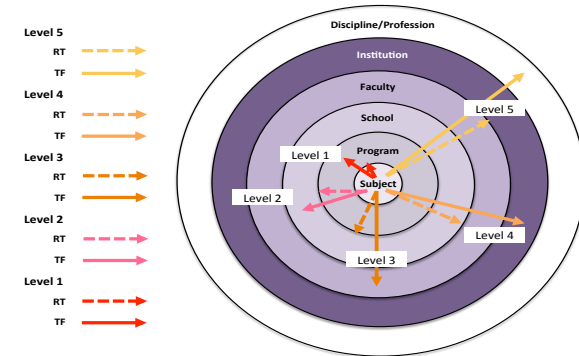 Level 5
RT
TF
Level 4
RT
TF
Level 3
RT
TF
Level 2
RT
TF
Level 1
RT
TF
Discipline/Profession
Institution
Faculty
School
Program
Subject
Level 1
Level 2
Level 3
Level 4
Level 5